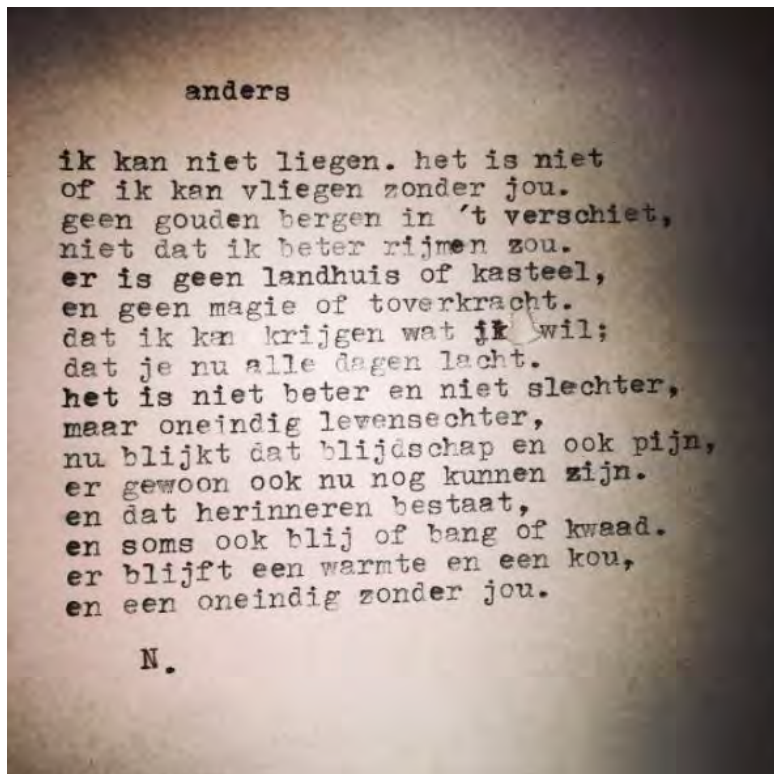 anders
ik kan niet liegen. het is niet
of ik kan vliegen zonder jou.
geen gouden bergen in 't verschiet,
niet dat ik beter rijmen zou.
er is geen landhuis of kasteel,
en geen magie of toverkracht.
dat ik kan krijgen wat ik wil;
dat je nu alle dagen lacht.
het is niet beter en niet slechter,
maar oneindig levensechter,
nu blijkt dat blijdschap en ook pijn,
er gewoon ook nu nog kunnen zijn.
en dat herinneren bestaat,
en soms ook blij of bang of kwaad.
er blijft een warmte en een kou,
en een oneindig zonder jou.
N.